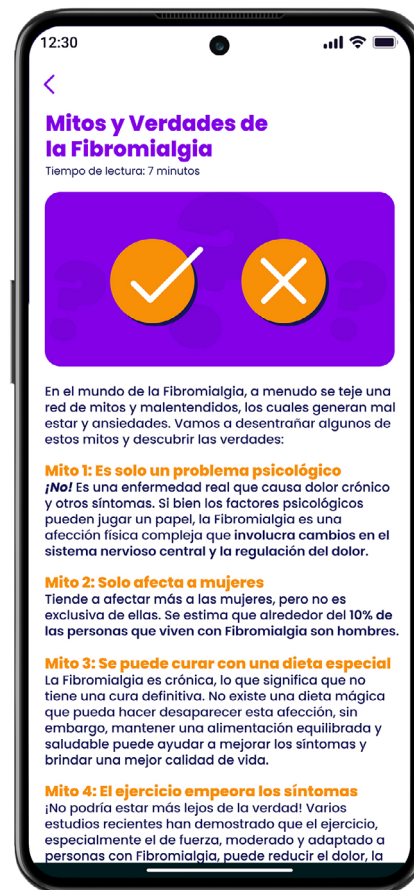 12:30
Mitos y Verdades de
la Fibromialgia
Tiempo de lectura: 7 minutos
En el mundo de la Fibromialgia, a menudo se teje una
red de mitos y malentendidos, los cuales generan mal
estar y ansiedades. Vamos a desentrañar algunos de
estos mitos y descubrir las verdades:
Mito 1: Es solo un problema psicológico
¡No! Es una enfermedad real que causa dolor crónico
y otros síntomas. Si bien los factores psicológicos
pueden jugar un papel, la Fibromialgia es una
afección física compleja que involucra cambios en el
sistema nervioso central y la regulación del dolor.
Mito 2: Solo afecta a mujeres
Tiende a afectar más a las mujeres, pero no es
exclusiva de ellas. Se estima que alrededor del 10% de
las personas que viven con Fibromialgia son hombres.
Mito 3: Se puede curar con una dieta especial
La Fibromialgia es crónica, lo que significa que no
tiene una cura definitiva. No existe una dieta mágica
que pueda hacer desaparecer esta afección, sin
embargo, mantener una alimentación equilibrada y
saludable puede ayudar a mejorar los síntomas y
brindar una mejor calidad de vida.
Mito 4: El ejercicio empeora los síntomas
¡No podría estar más lejos de la verdad! Varios
estudios recientes han demostrado que el ejercicio,
especialmente el de fuerza, moderado y adaptado a
personas con Fibromialgia, puede reducir el dolor, la